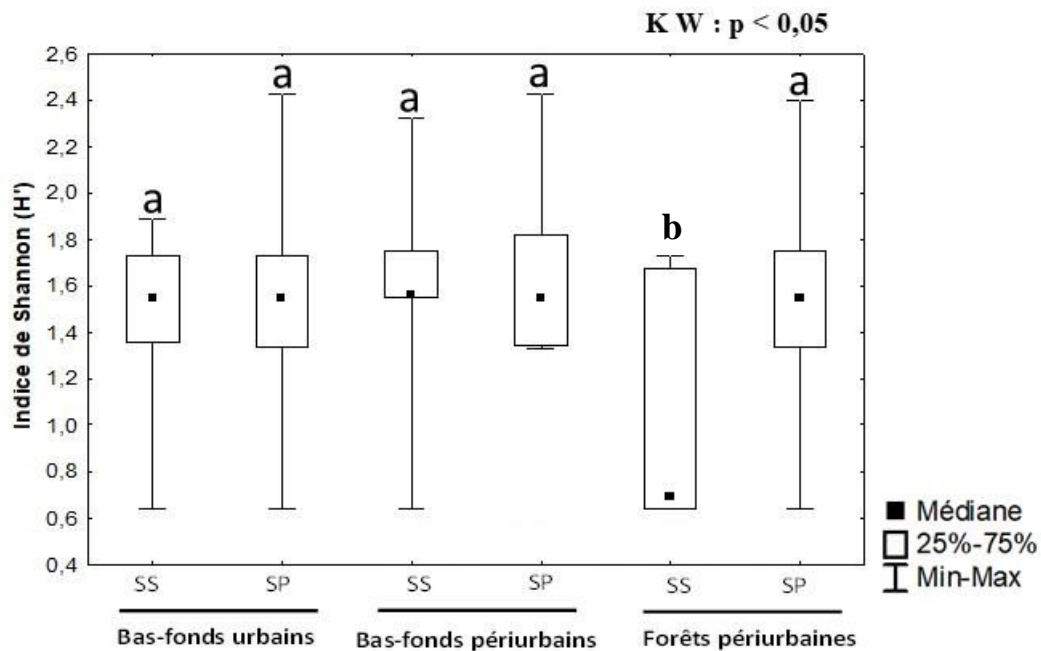 K W : p < 0,05
Indice de Shannon (H')
2,6
2,4
2,2
2,0
1,8
1,6
1,4
1,2
1,0
0,8
0,6
0,4
a
a
a
a
b
a
SS
SP
SS
SP
SS
SP
Bas-fonds urbains
Bas-fonds périurbains
Forêts périurbaines
Médiane
25%-75%
Min-Max